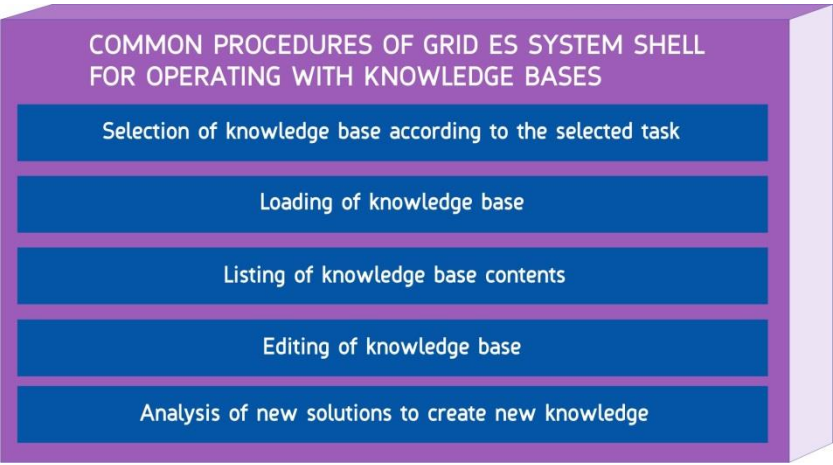 COMMON PROCEDURES OF GRID ES SYSTEM SHELL
FOR OPERATING WITH KNOWLEDGE BASES
Selection of knowledge base according to the selected task
Loading of knowledge base
Listing of knowledge base contents
Editing of knowledge base
Analysis of new solutions to create new knowledge